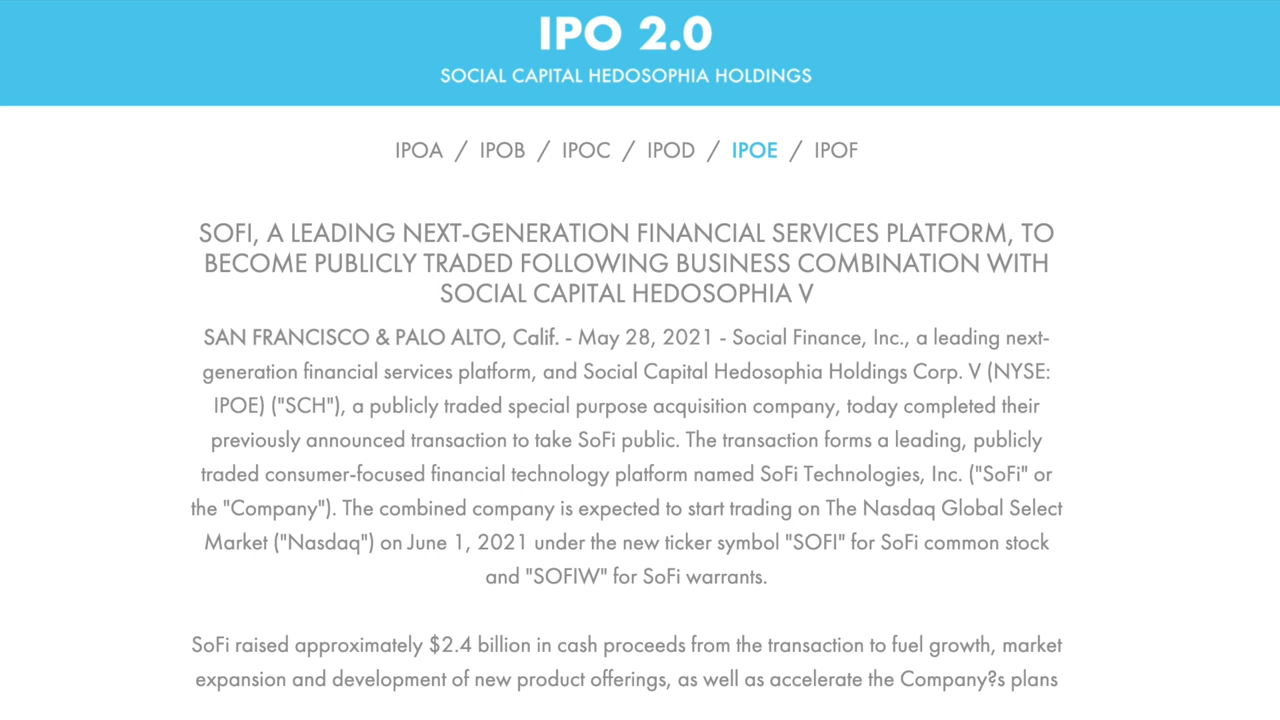 IPO 2.0
SOCIAL CAPITAL HEDOSOPHIA HOLDINGS
IPOA / IPOB / IPOC / IPOD / IPOE / IPOF
SOFI, A LEADING NEXT-GENERATION FINANCIAL SERVICES PLATFORM, TO
BECOME PUBLICLY TRADED FOLLOWING BUSINESS COMBINATION WITH
SOCIAL CAPITAL HEDOSOPHIA V
SAN FRANCISCO & PALO ALTO, Calif. - May 28, 2021 - Social Finance, Inc., a leading next-
generation financial services platform, and Social Capital Hedosophia Holdings Corp. V (NYSE:
IPOE) ("SCH"), a publicly traded special purpose acquisition company, today completed their
previously announced transaction to take SoFi public. The transaction forms a leading, publicly
traded consumer-focused financial technology platform named SoFi Technologies, Inc. ("SoFi" or
the "Company"). The combined company is expected to start trading on The Nasdaq Global Select
Market ("Nasdaq") on June 1, 2021 under the new ticker symbol "SOFI" for SoFi common stock
and "SOFIW" for SoFi warrants.
SoFi raised approximately $2.4 billion in cash proceeds from the transaction to fuel growth, market
expansion and development of new product offerings, as well as accelerate the Company?s plans